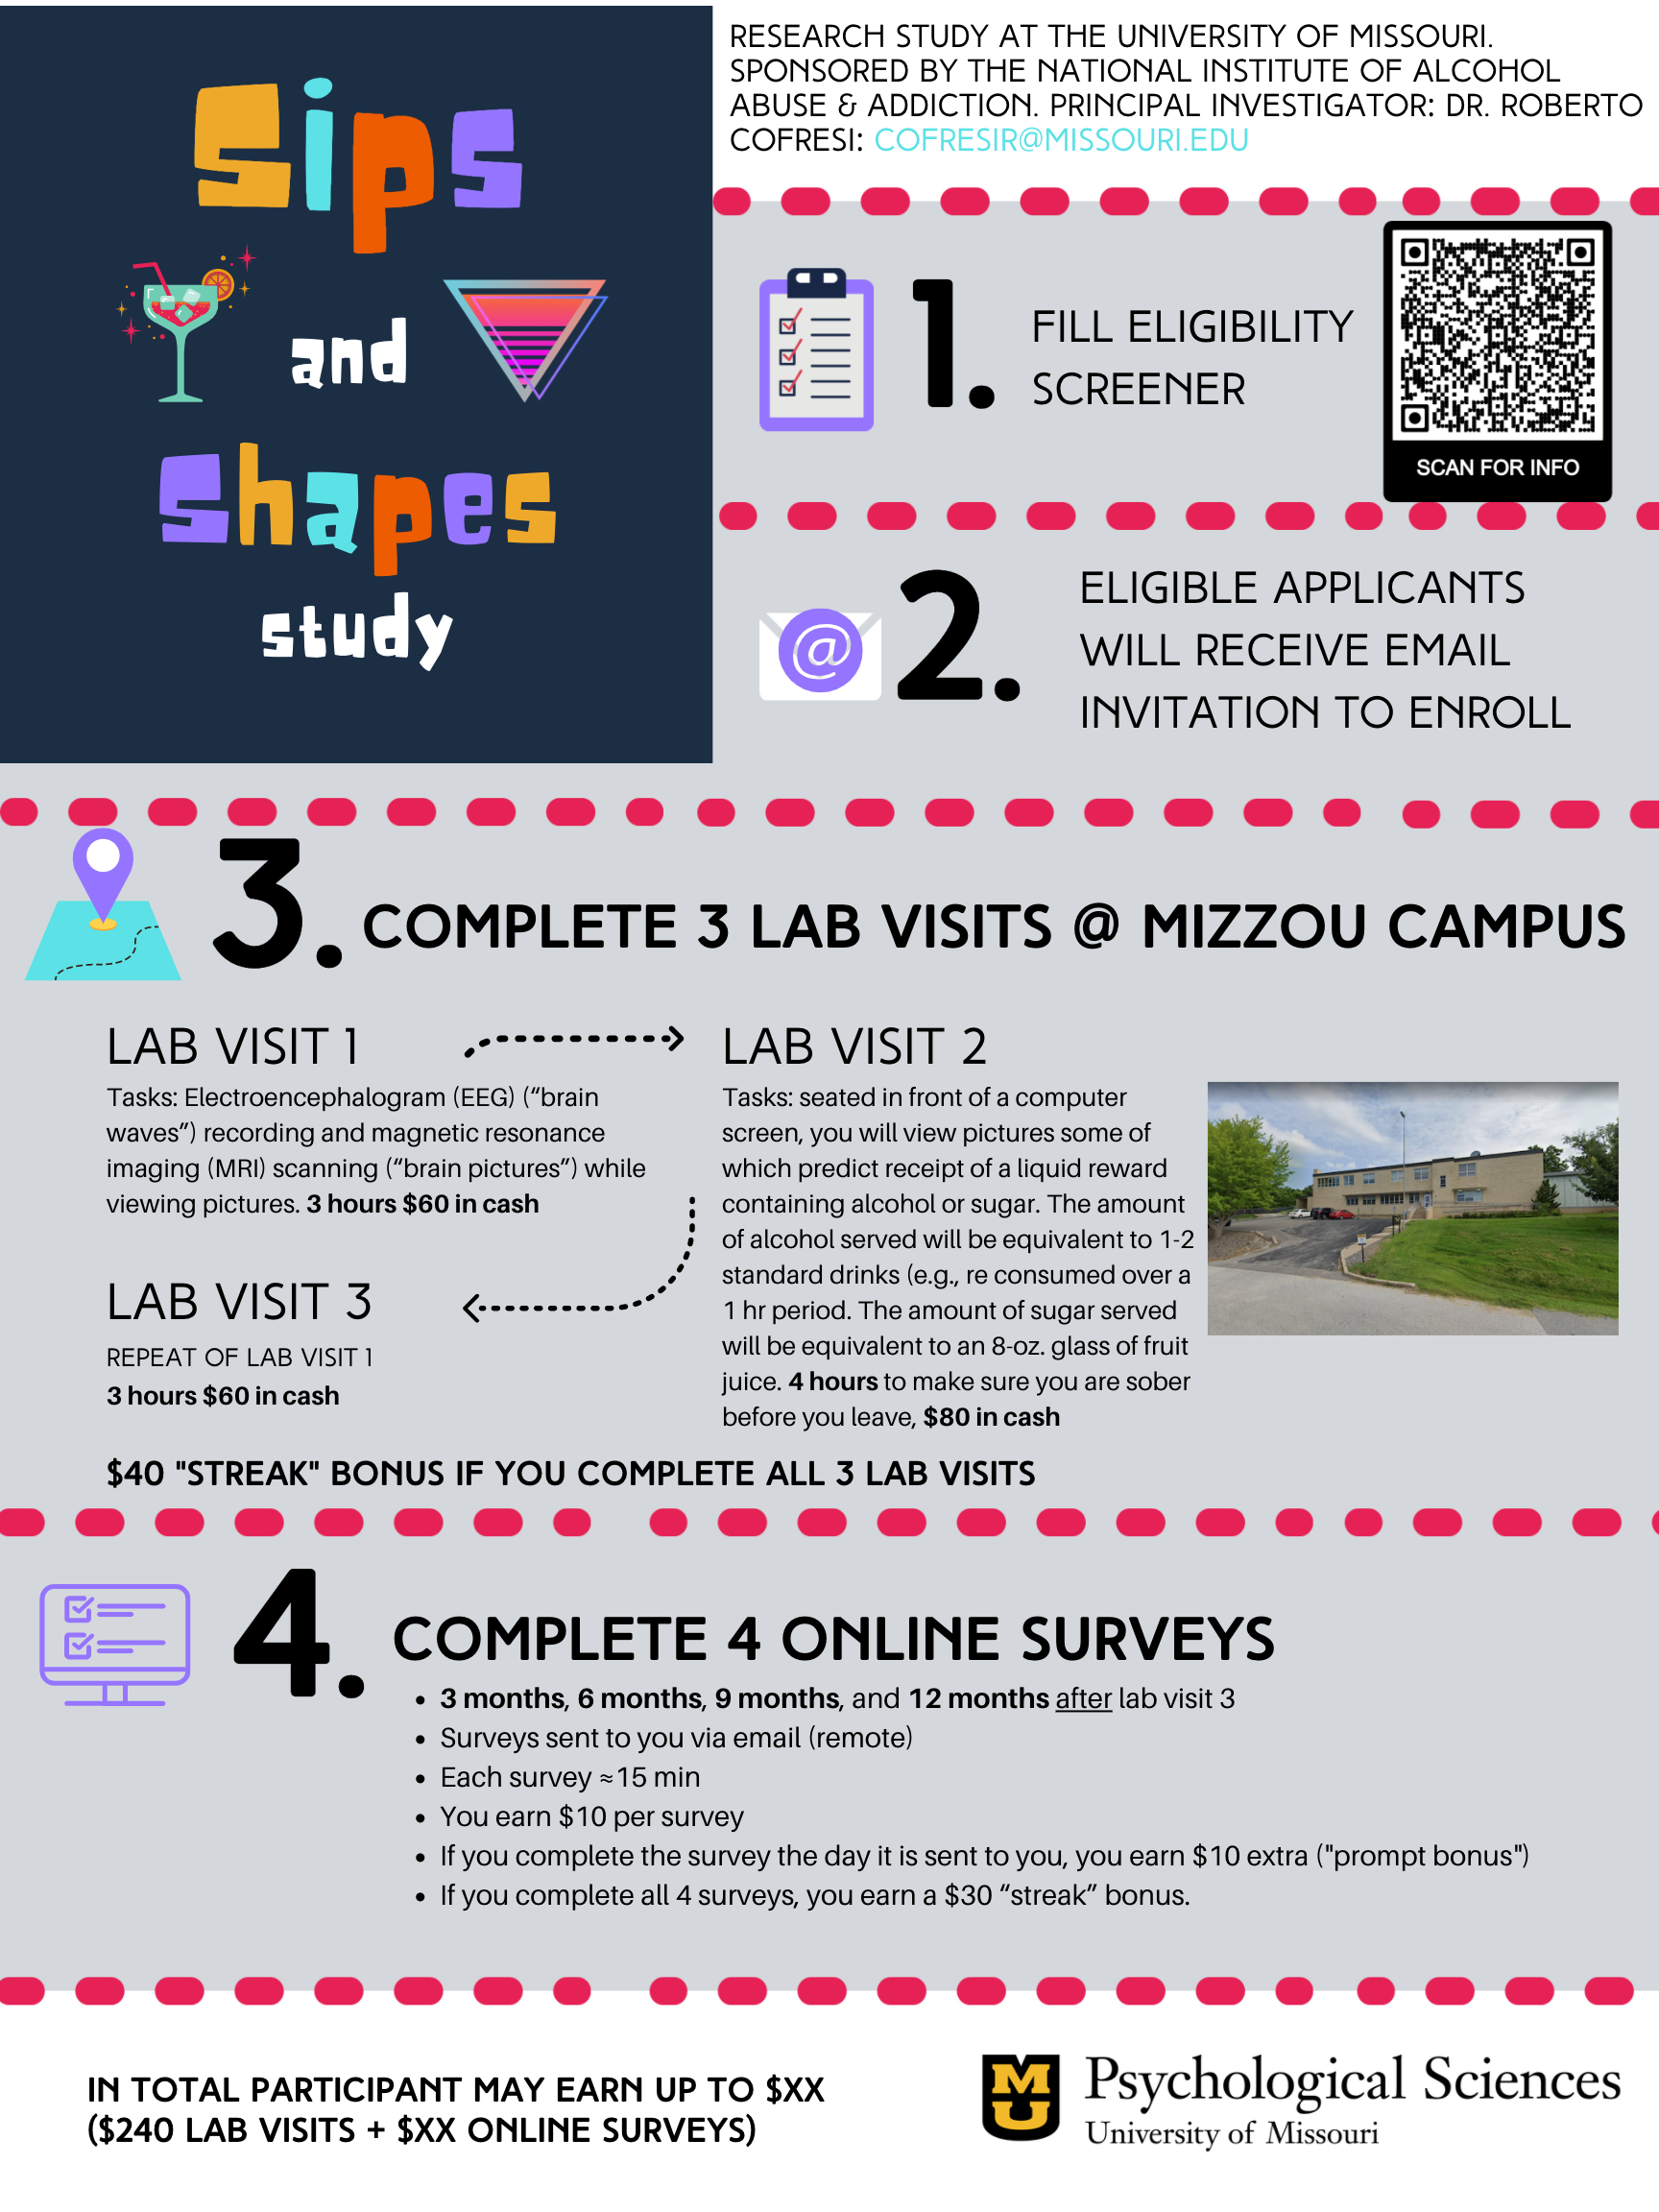 sips
and
shapes
study
RESEARCH STUDY AT THE UNIVERSITY OF MISSOURI.
SPONSORED BY THE NATIONAL INSTITUTE OF ALCOHOL
ABUSE & ADDICTION. PRINCIPAL INVESTIGATOR: DR. ROBERTO
COFRESI: COFRESIR@MISSOURI.EDU
1.
FILL ELIGIBILITY
SCREENER
SCAN FOR INFO
@
2.
ELIGIBLE APPLICANTS
WILL RECEIVE EMAIL
INVITATION TO ENROLL
3. COMPLETE 3 LAB VISITS @ MIZZOU CAMPUS
LAB VISIT 1
Tasks: Electroencephalogram (EEG) (“brain
waves”) recording and magnetic resonance
imaging (MRI) scanning (“brain pictures”) while
viewing pictures. 3 hours $60 in cash
LAB VISIT 2
Tasks: seated in front of a computer
screen, you will view pictures some of
which predict receipt of a liquid reward
containing alcohol or sugar. The amount
of alcohol served will be equivalent to 1-2
standard drinks (e.g., re consumed over a
1 hr period. The amount of sugar served
will be equivalent to an 8-oz. glass of fruit
juice. 4 hours to make sure you are sober
before you leave, $80 in cash
LAB VISIT 3
REPEAT OF LAB VISIT 1
3 hours $60 in cash
$40 "STREAK" BONUS IF YOU COMPLETE ALL 3 LAB VISITS
4. COMPLETE 4 ONLINE SURVEYS
• 3 months, 6 months, 9 months, and 12 months after lab visit 3
• Surveys sent to you via email (remote)
• Each survey ≈15 min
• You earn $10 per survey
• If you complete the survey the day it is sent to you, you earn $10 extra ("prompt bonus")
• If you complete all 4 surveys, you earn a $30 “streak” bonus.
IN TOTAL PARTICIPANT MAY EARN UP TO $XX
($240 LAB VISITS + $XX ONLINE SURVEYS)
MU
Psychological Sciences
University of Missouri